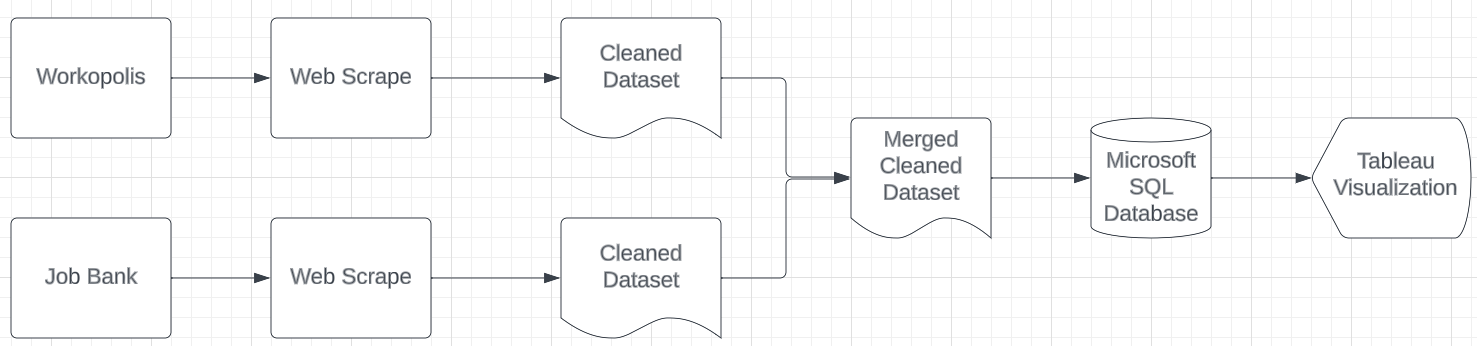 Workopolis
Web Scrape
Cleaned
Dataset
Job Bank
Web Scrape
Cleaned
Dataset
Merged
Cleaned
Dataset
Microsoft
SQL
Database
Tableau
Visualization